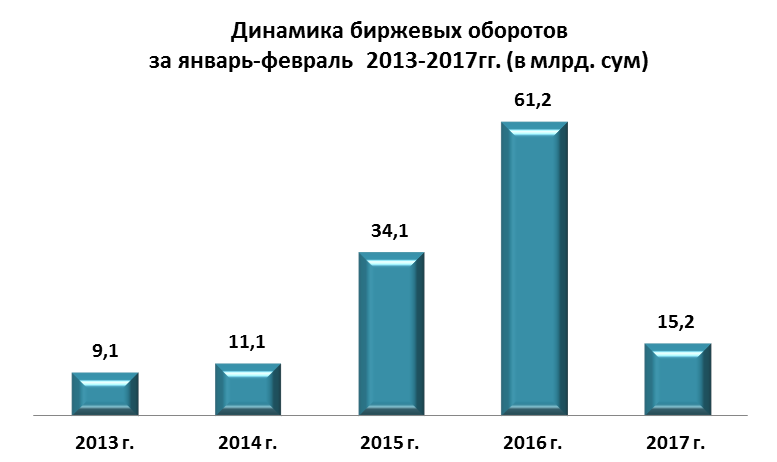 Динамика биржевых оборотов
за январь-февраль 2013-2017гг. (в млрд. сум)
61,2
34,1
15,2
11,1
9,1
2013 г.
2014 г.
2015 г.
2016 г.
2017 г.